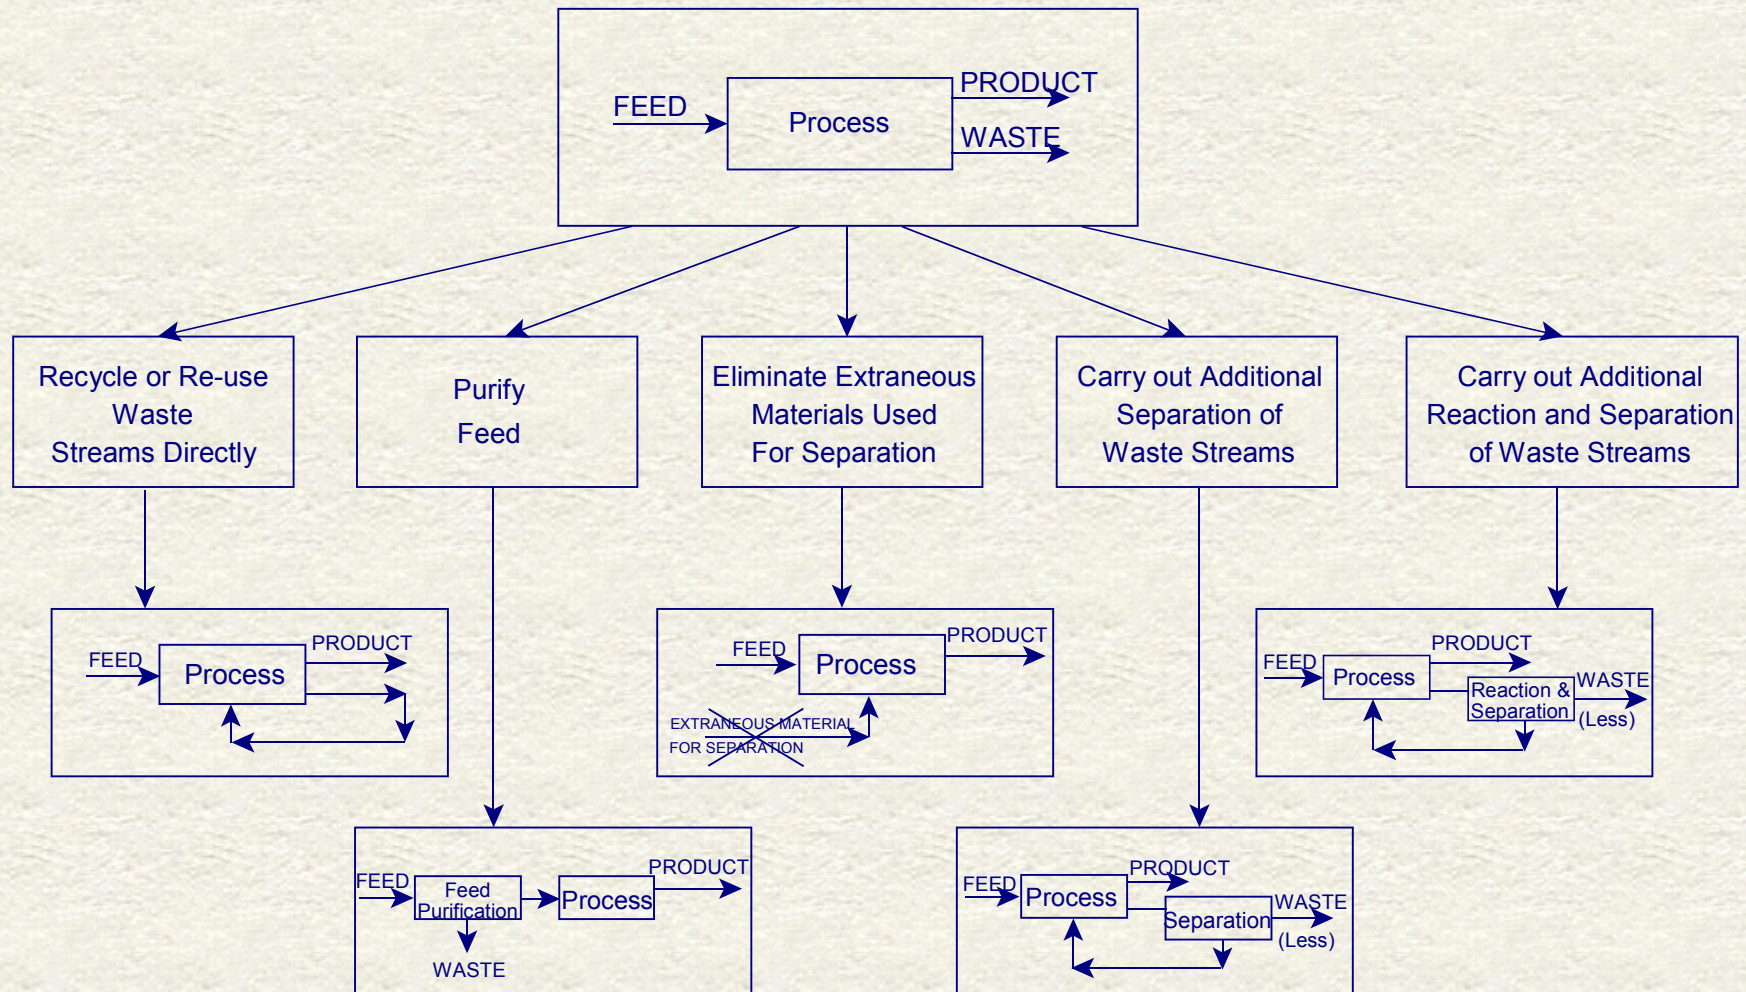 FEED
Process
PRODUCT
WASTE
Recycle or Re-use
Waste
Streams Directly
Purify
Feed
Eliminate Extraneous
Materials Used
For Separation
Carry out Additional
Separation of
Waste Streams
Carry out Additional
Reaction and Separation
of Waste Streams
FEED
Process
PRODUCT
FEED
Process
PRODUCT
EXTRANEOUS MATERIAL
FOR SEPARATION
FEED
Process
PRODUCT
Reaction &
Separation
WASTE
(Less)
FEED
Feed
Purification
Process
PRODUCT
WASTE
FEED
Process
PRODUCT
Separation
WASTE
(Less)